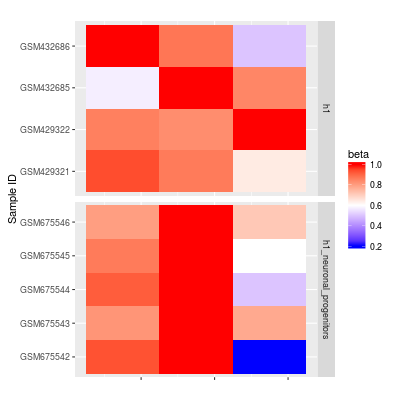 Sample ID
GSM432686
GSM432685
GSM429322
GSM429321
h1
GSM675546
GSM675545
GSM675544
GSM675543
GSM675542
h1_neuronal_progenitors
beta
1.0
0.8
0.6
0.4
0.2